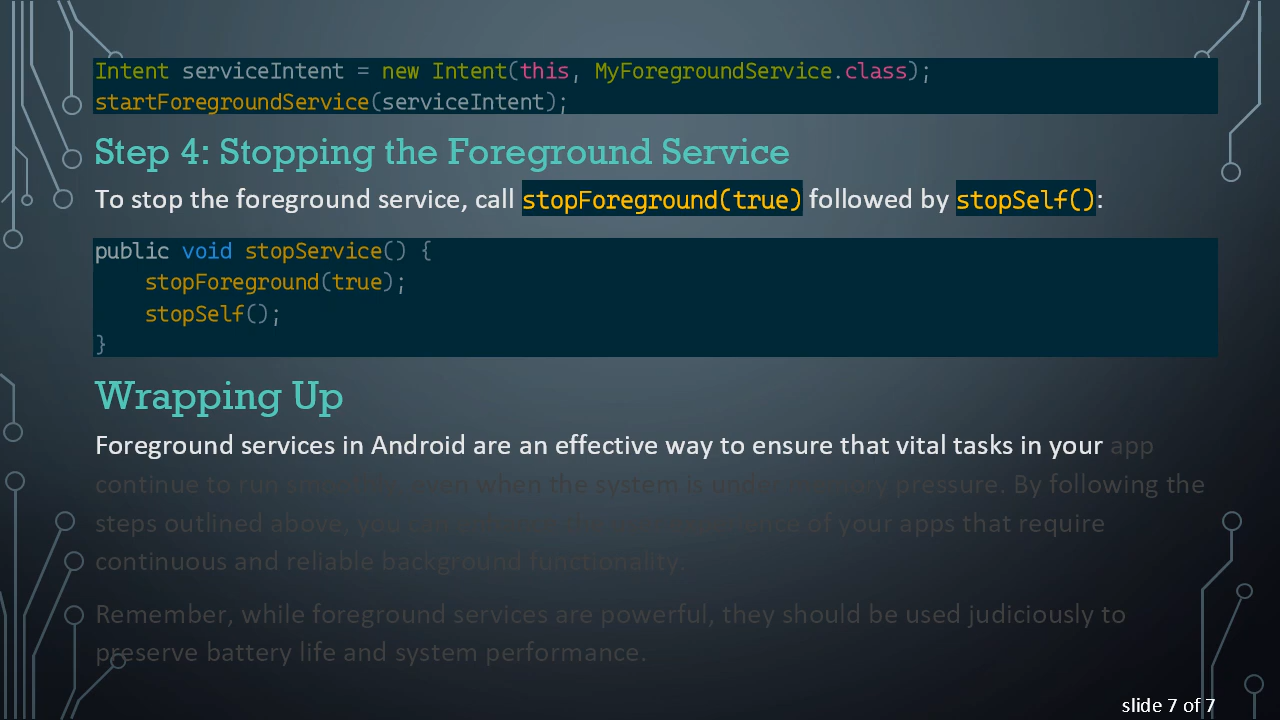 Intent serviceIntent = new Intent(this, MyForegroundService.class);
startForegroundService(serviceIntent);
Step 4: Stopping the Foreground Service
To stop the foreground service, call stopForeground(true) followed by stopSelf():
public void stopService() {
    stopForeground(true);
    stopSelf();
}
Wrapping Up
Foreground services in Android are an effective way to ensure that vital tasks in your app
continue to run smoothly, even when the system is under memory pressure. By following the
steps outlined above, you can of your apps that require
continuous and reliable background functionality.
Remember, while foreground services are powerful, they should be used judiciously to
preserve battery life and system performance.
slide 7 of 7